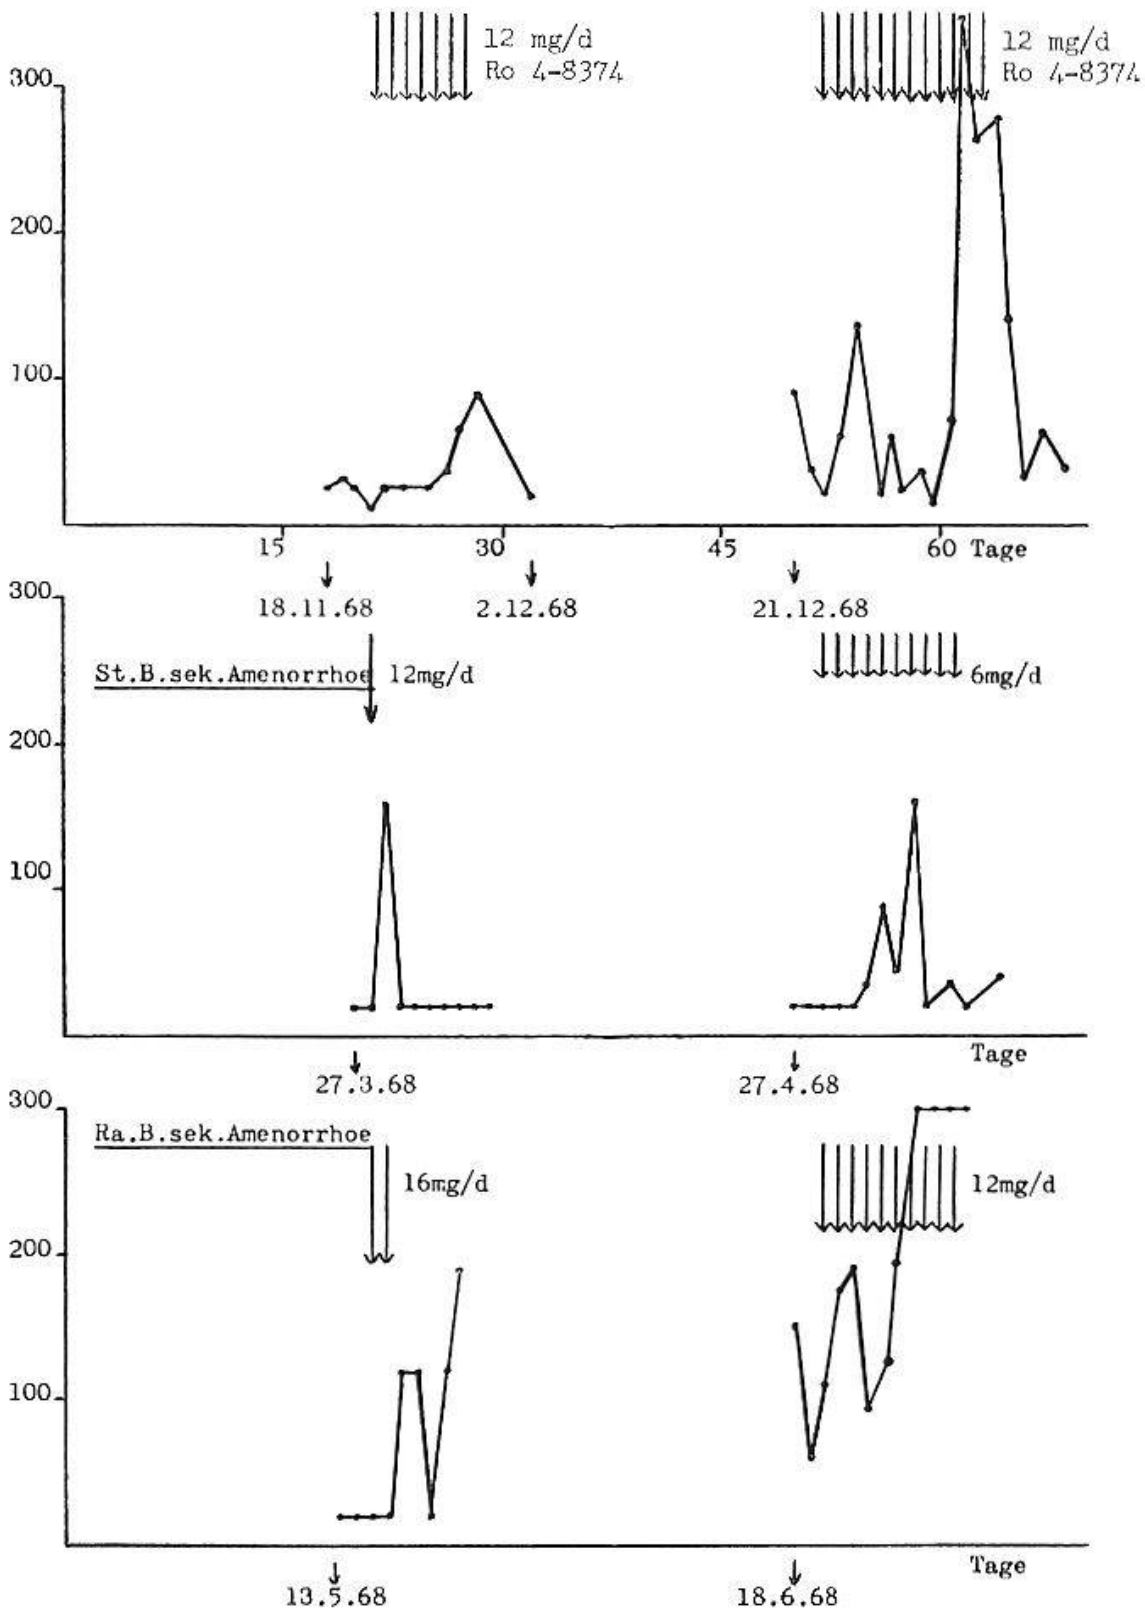 12 mg/d
Ro 4-8374
12 mg/d
Ro 4-8374
300
200
100
15 30 45 60 Tage
18.11.68 2.12.68 21.12.68
300
St.B.sek.Amenorrhoe 12mg/d 6mg/d
200
100
Tage
27.3.68 27.4.68
300
Ra.B.sek.Amenorrhoe
16mg/d 12mg/d
200
100
Tage
13.5.68 18.6.68